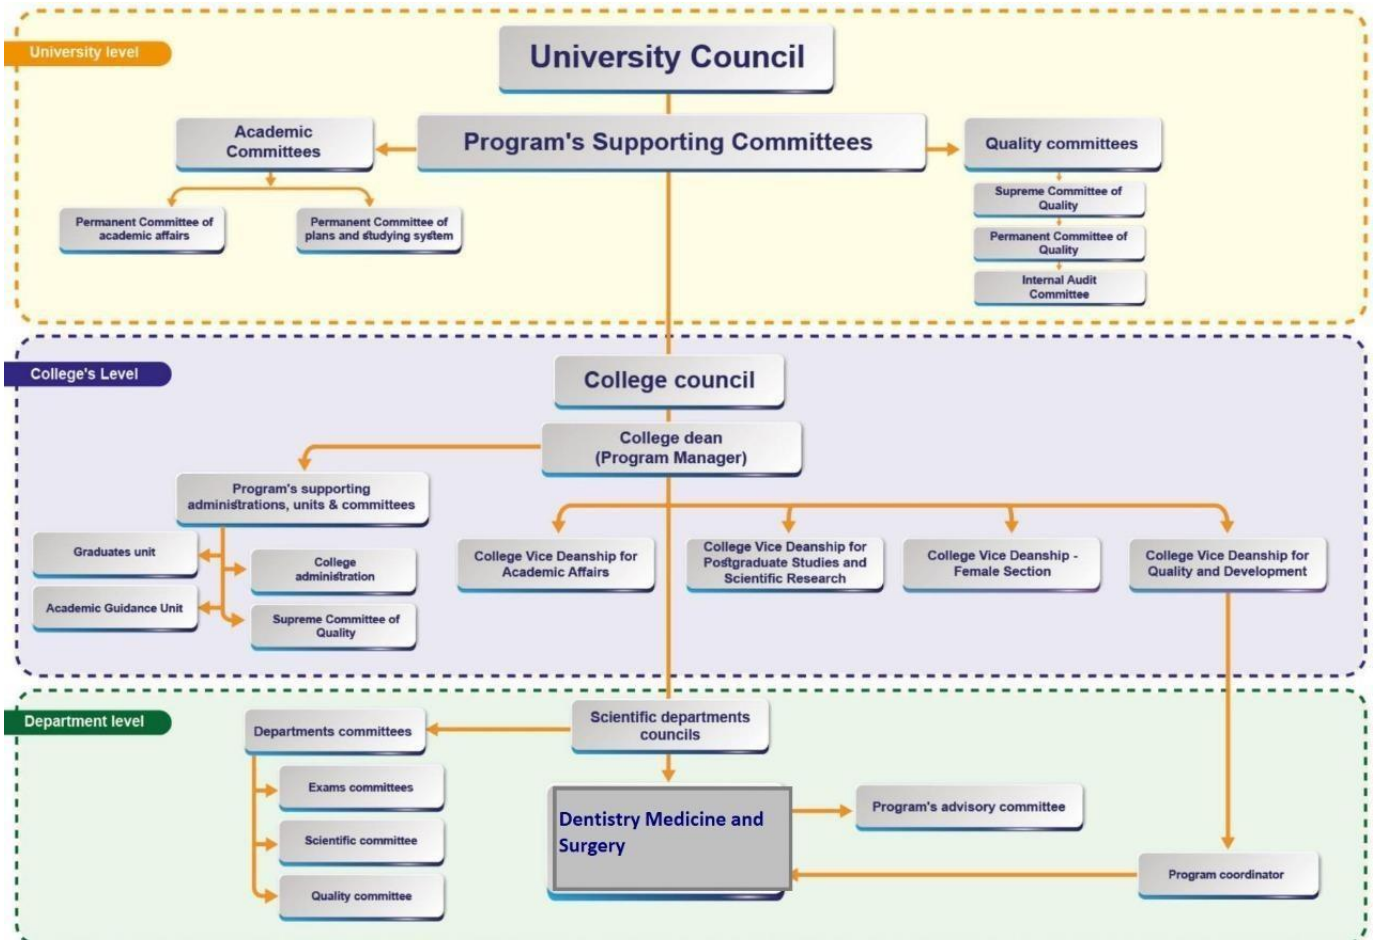 University level
University Council
Academic
Committees
Program's Supporting Committees
Quality committees
Permanent Committee of
academic affairs
Permanent Committee of
plans and studying system
Supreme Committee of
Quality
Permanent Committee of
Quality
Internal Audit
Committee
College's Level
College council
College dean
(Program Manager)
Program's supporting
administrations, units & committees
Graduates unit
College
administration
Academic Guidance Unit
Supreme Committee of
Quality
College Vice Deanship for
Academic Affairs
College Vice Deanship for
Postgraduate Studies and
Scientific Research
College Vice Deanship -
Female Section
College Vice Deanship for
Quality and Development
Department level
Scientific departments
councils
Departments committees
Exams committees
Scientific committee
Quality committee
Dentistry Medicine and
Surgery
Program's advisory committee
Program coordinator